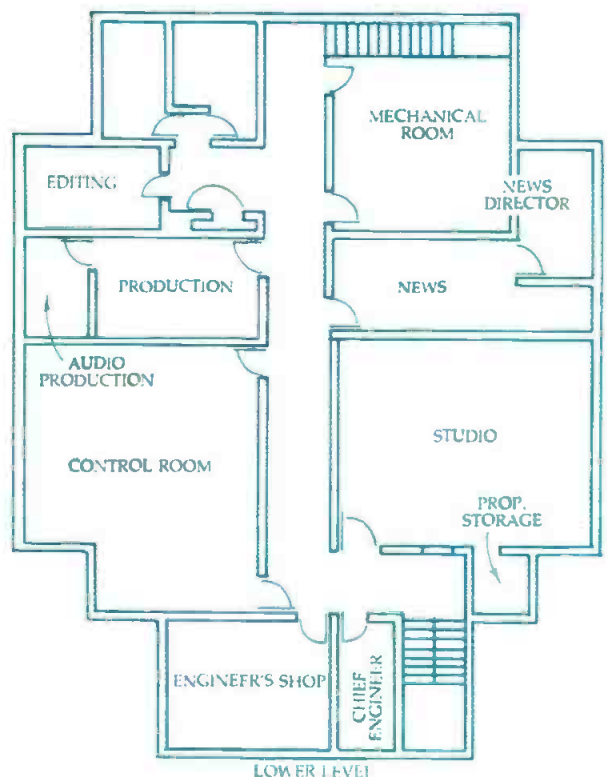 MECHANICAL
ROOM
EDITING
NEWS
DIRECTOR
PRODUCTION
NEWS
AUDIO
PRODUCTION
STUDIO
CONTROL ROOM
PROP.
STORAGE
ENGINEER'S SHOP
CHIEF
ENGINEER
LOWER LEVEL